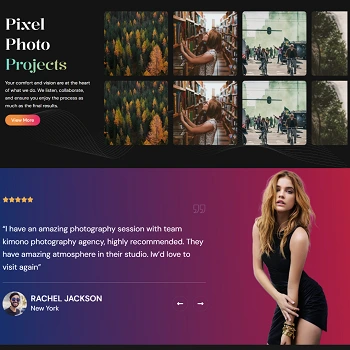 Pixel
Photo
Projects
Your comfort and vision are at the heart
of what we do. We listen, collaborate,
and ensure you enjoy the process as
much as the final results.
View More
“I have an amazing photography session with team
kimono photography agency, highly recommended. They
have amazing atmosphere in their studio. Iw'd love to
visit again”
RACHEL JACKSON
New York